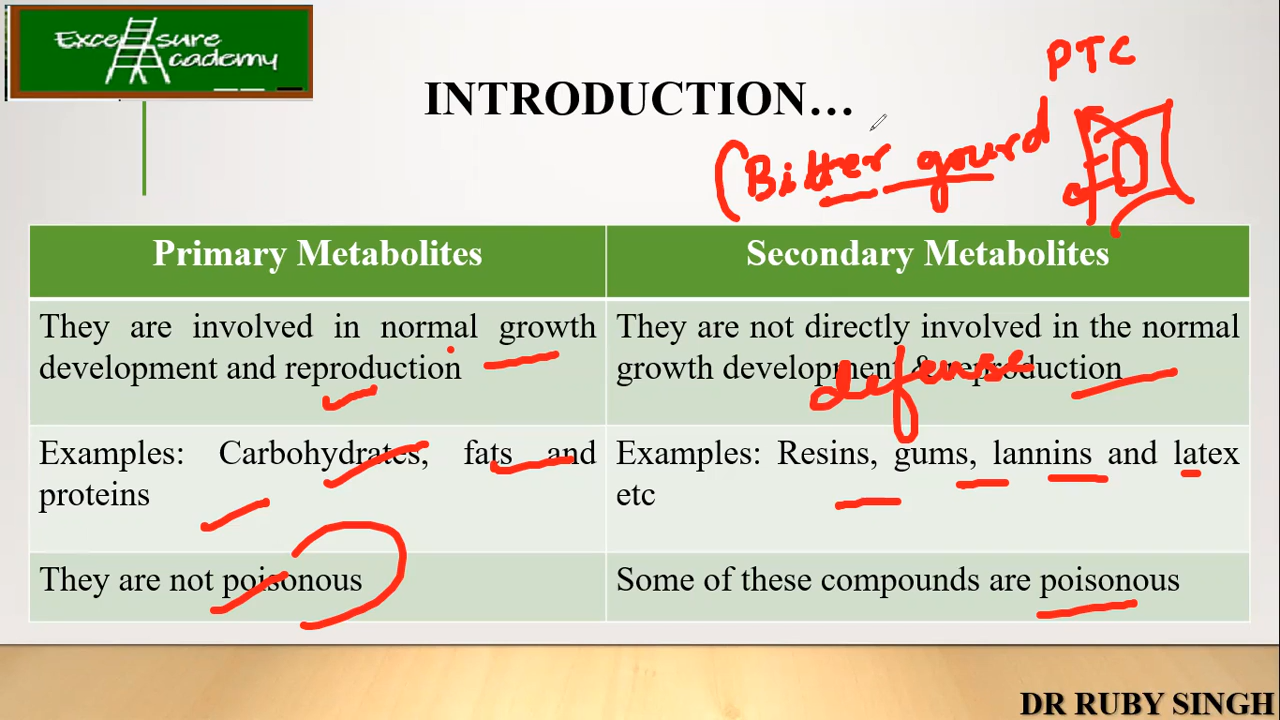 Excel sure
Academy
PTC
INTRODUCTION…
(Bitter gourd
Primary Metabolites
Secondary Metabolites
They are involved in normal growth
development and reproduction
They are not directly involved in the normal
growth development & reproduction
defense
Examples: Carbohydrates, fats and
proteins
Examples: Resins, gums, lannins and latex
etc
They are not poisonous
Some of these compounds are poisonous
DR RUBY SINGH